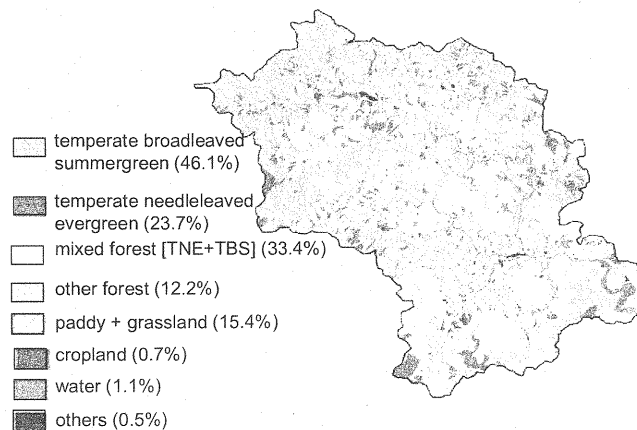 temperate broadleaved
summergreen (46.1%)
temperate needleleaved
evergreen (23.7%)
mixed forest [TNE+TBS] (33.4%)
other forest (12.2%)
paddy + grassland (15.4%)
cropland (0.7%)
water (1.1%)
others (0.5%)